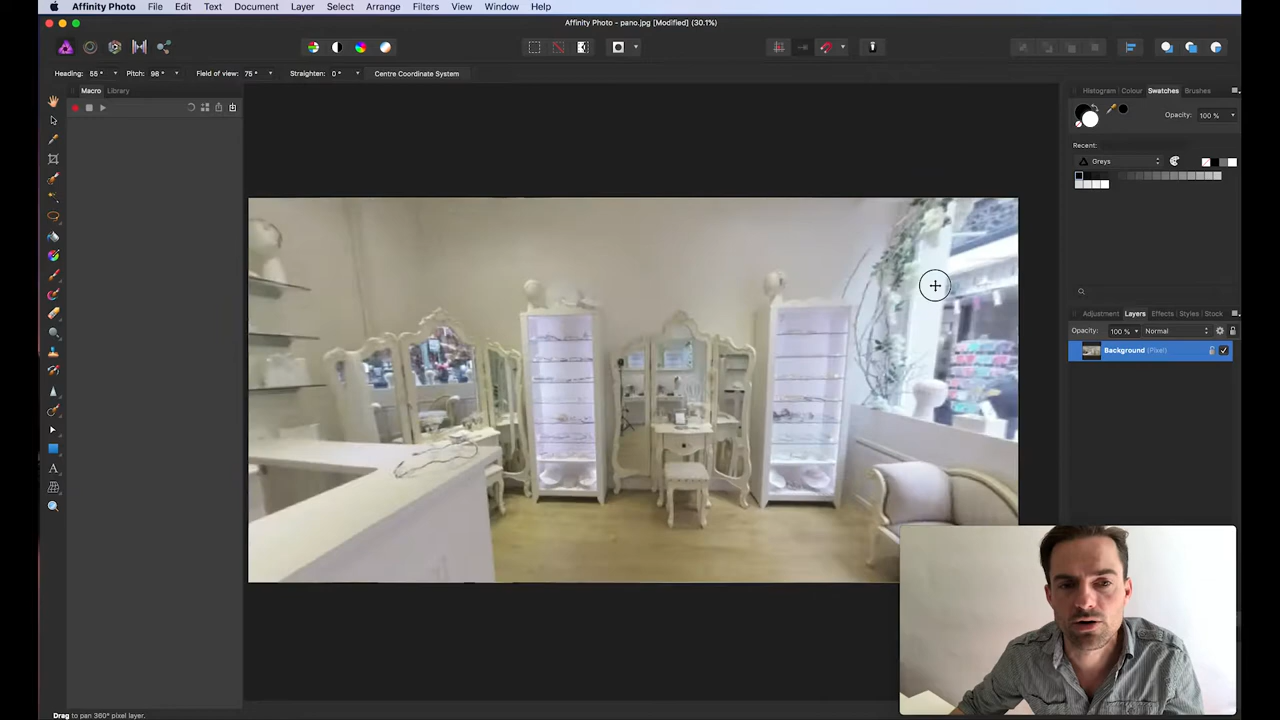 Affinity Photo File Edit Text Document Layer Select Arrange Filters View Window Help
Affinity Photo - pano.jpg [Modified] (30.1%)
Heading: 55 ° Pitch: 98 ° Field of view: 75 ° Straighten: 0 ° Centre Coordinate System
Macro Library
Histogram Colour Swatches Brushes
Opacity: 100 %
Recent:
Greys
Adjustment Layers Effects Styles Stock
Opacity: 100 % Normal
Background (Pixel)
Drag to pan 360° pixel layer.